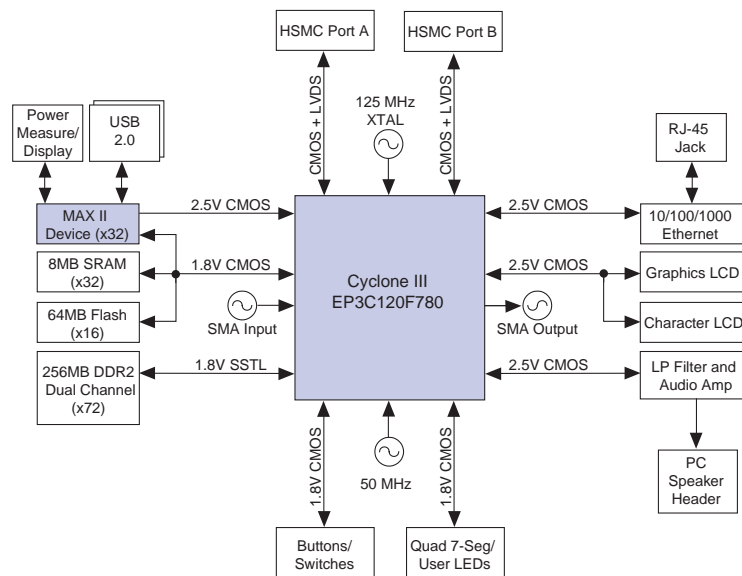 HSMC Port A
HSMC Port B
CMOS + LVDS
CMOS + LVDS
125 MHz
XTAL
Power
Measure/
Display
USB
2.0
RJ-45
Jack
MAX II
Device (x32)
2.5V CMOS
2.5V CMOS
10/100/1000
Ethernet
8MB SRAM
(x32)
1.8V CMOS
Cyclone III
EP3C120F780
2.5V CMOS
Graphics LCD
64MB Flash
(x16)
SMA Input
SMA Output
Character LCD
256MB DDR2
Dual Channel
(x72)
1.8V SSTL
2.5V CMOS
LP Filter and
Audio Amp
1.8V CMOS
50 MHz
1.8V CMOS
PC
Speaker
Header
Buttons/
Switches
Quad 7-Seg/
User LEDs